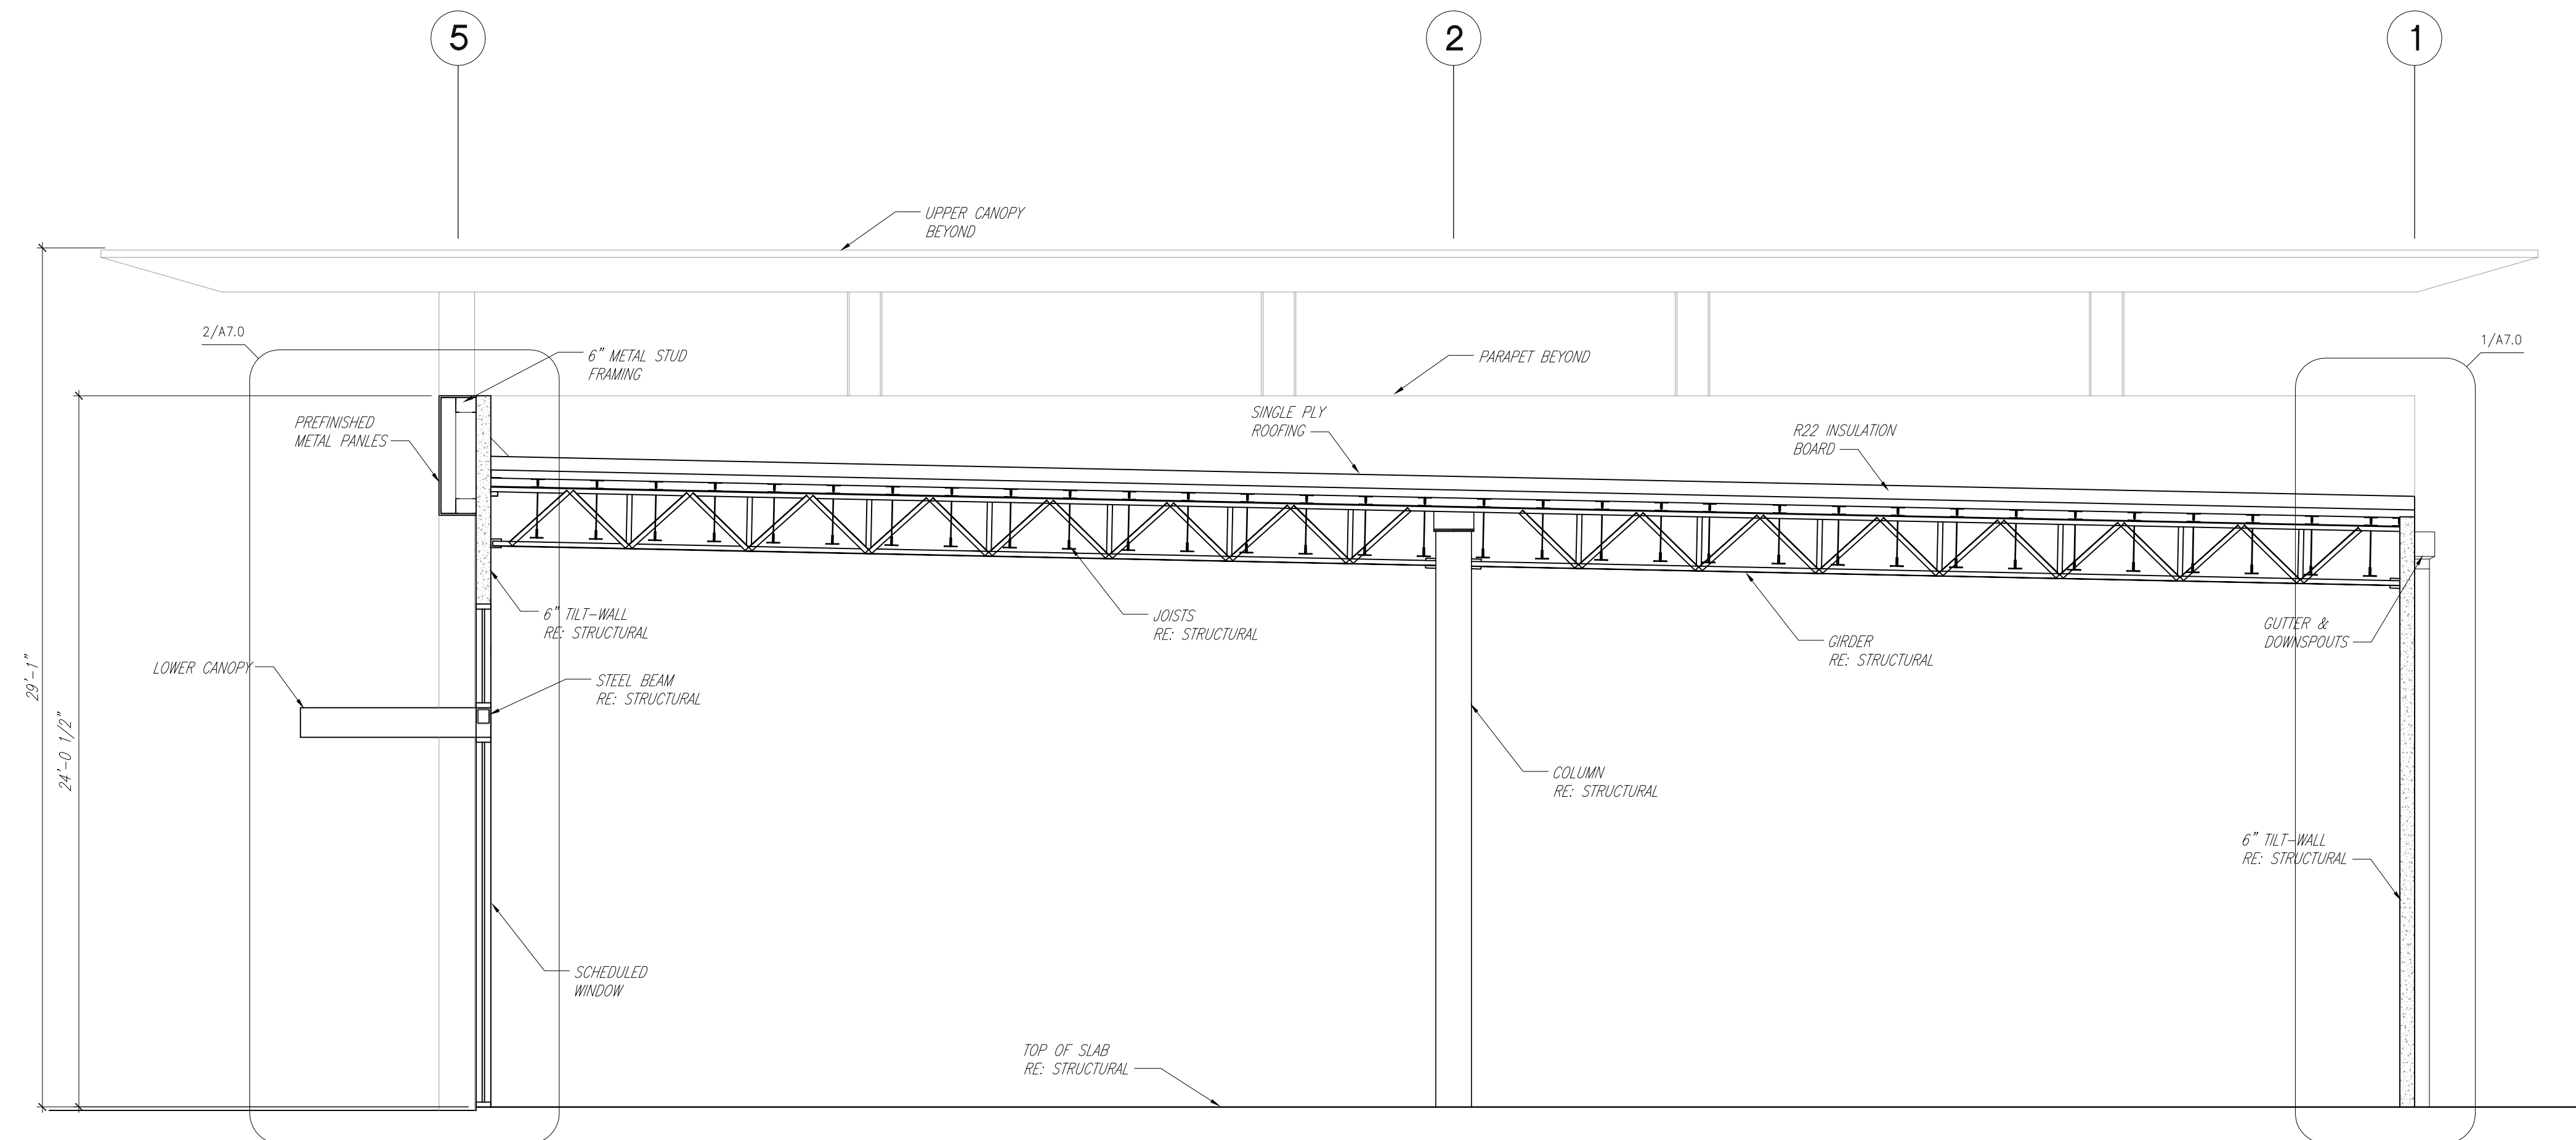 5
2
1
UPPER CANOPY
BEYOND
2/A7.0
1/A7.0
6" METAL STUD
FRAMING
PARAPET BEYOND
PREFINISHED
METAL PANLES
SINGLE PLY
ROOFING
R22 INSULATION
BOARD
6" TILT-WALL
RE: STRUCTURAL
JOISTS
RE: STRUCTURAL
GIRDER
RE: STRUCTURAL
GUTTER &
DOWNSPOUTS
LOWER CANOPY
STEEL BEAM
RE: STRUCTURAL
29'-1"
24'-0 1/2"
COLUMN
RE: STRUCTURAL
6" TILT-WALL
RE: STRUCTURAL
SCHEDULED
WINDOW
TOP OF SLAB
RE: STRUCTURAL